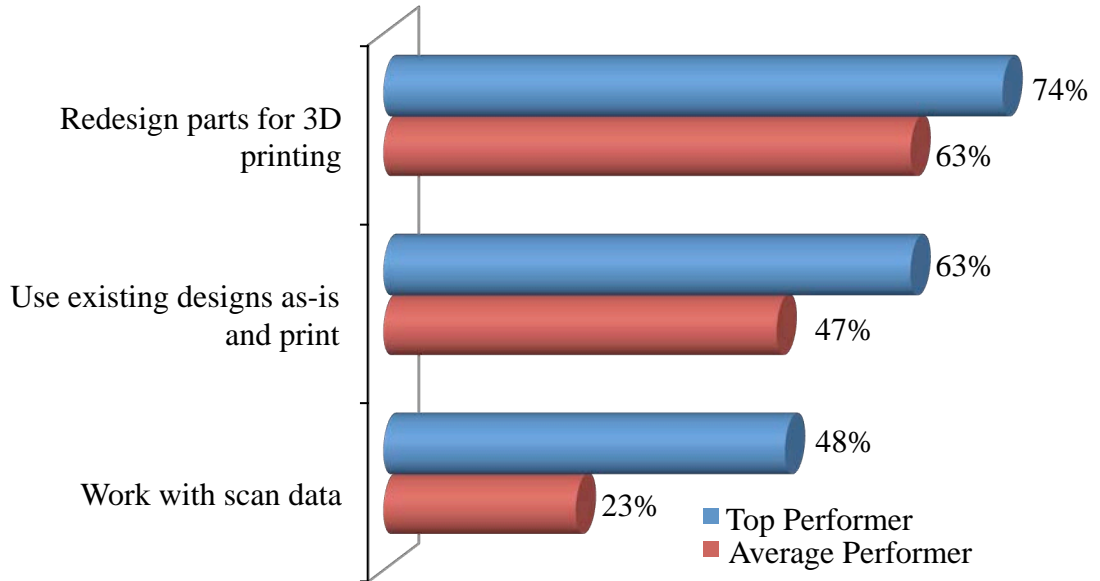 Redesign parts for 3D
printing
74%
63%
Use existing designs as-is
and print
63%
47%
Work with scan data
48%
23%
Top Performer
Average Performer